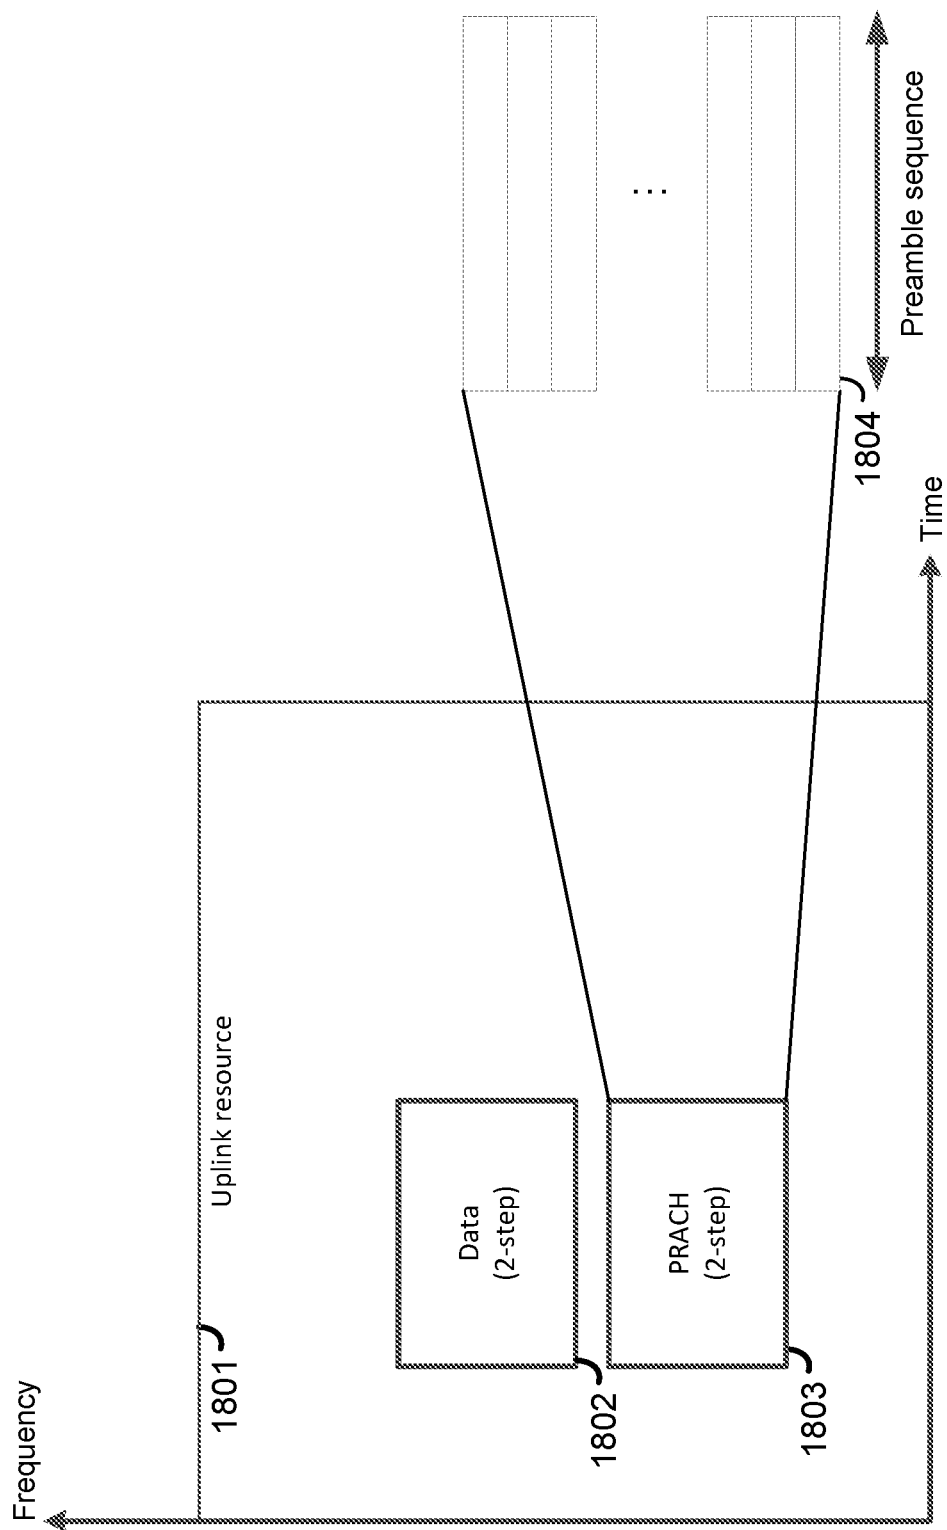 Frequency
1801
Uplink resource
Data
(2-step)
1802
PRACH
(2-step)
1803
Time
...
1804
Preamble sequence